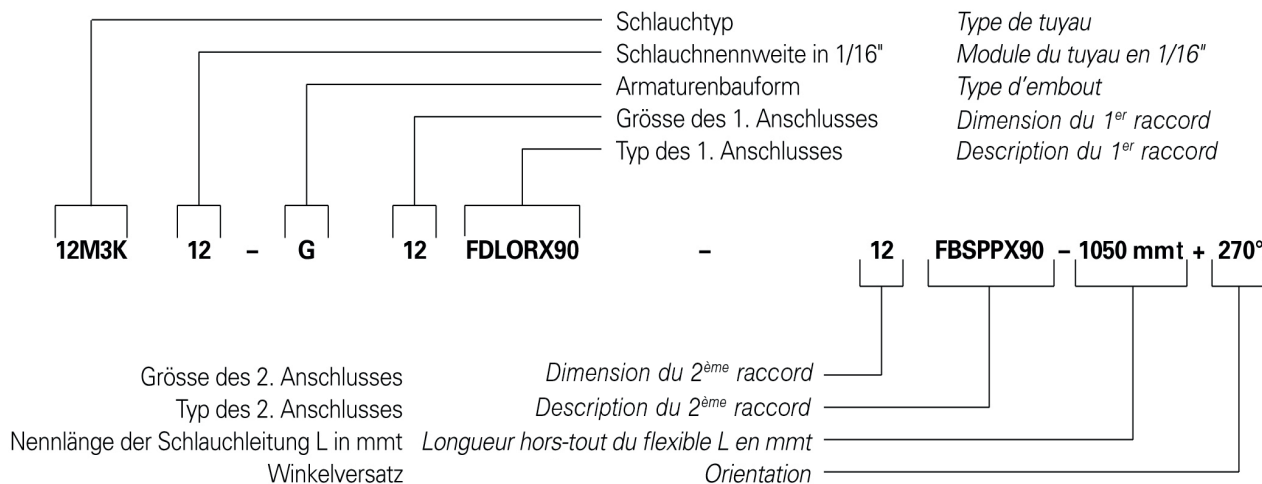 Schlauchtyp Type de tuyau
Schlauchnennweite in 1/16" Module du tuyau en 1/16"
Armaturenbauform Type d'embout
Grösse des 1. Anschlusses Dimension du 1er raccord
Typ des 1. Anschlusses Description du 1er raccord
12M3K 12 – G 12 FDLORX90 – 12 FBSPPX90 – 1050 mmt + 270°
Grösse des 2. Anschlusses Dimension du 2ème raccord
Typ des 2. Anschlusses Description du 2ème raccord
Nennlänge der Schlauchleitung L in mmt Longueur hors-tout du flexible L en mmt
Winkelversatz Orientation